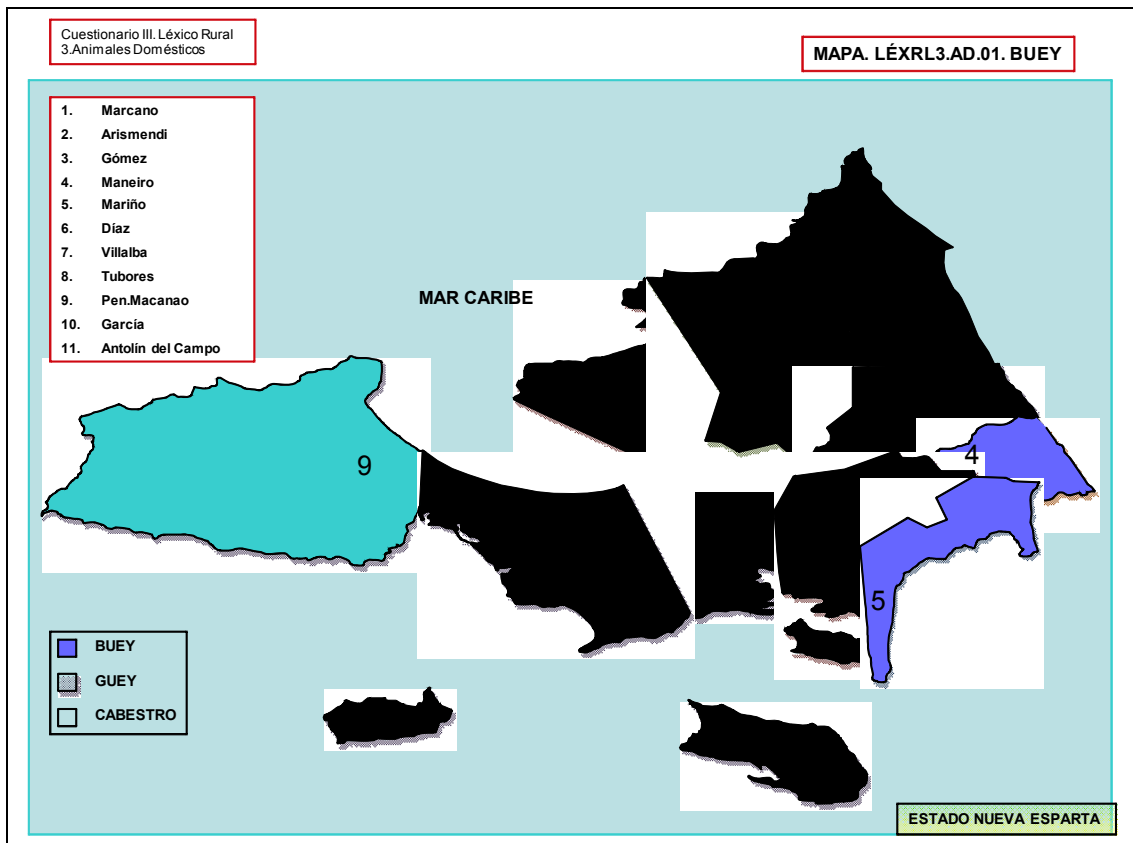 Cuestionario III. Léxico Rural
3.Animales Domésticos
MAPA. LÉXRL3.AD.01. BUEY
1. Marcano
2. Arismendi
3. Gómez
4. Maneiro
5. Mariño
6. Díaz
7. Villalba
8. Tubores
9. Pen.Macanao
10. García
11. Antolín del Campo
MAR CARIBE
9
4
5
BUEY
GUEY
CABESTRO
ESTADO NUEVA ESPARTA